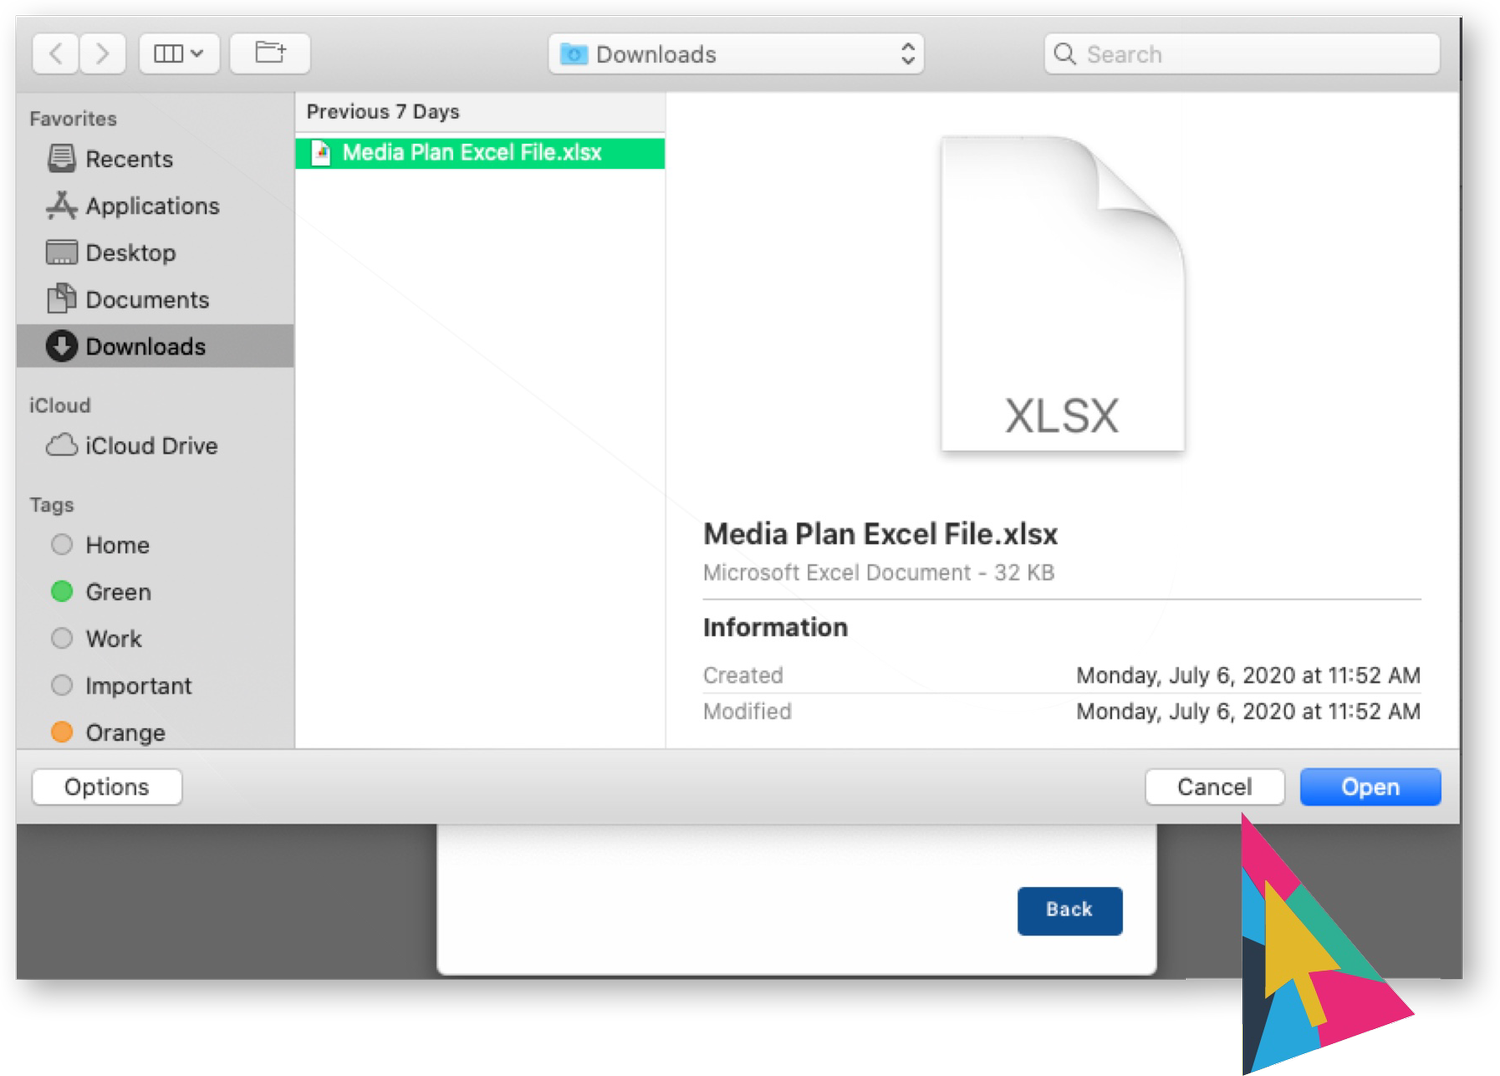 Downloads
Search
Favorites
Recents
Applications
Desktop
Documents
Downloads
iCloud
iCloud Drive
Tags
Home
Green
Work
Important
Orange
Previous 7 Days
Media Plan Excel File.xlsx
XLSX
Media Plan Excel File.xlsx
Microsoft Excel Document - 32 KB
Information
Created Monday, July 6, 2020 at 11:52 AM
Modified Monday, July 6, 2020 at 11:52 AM
Options
Cancel
Open
Back